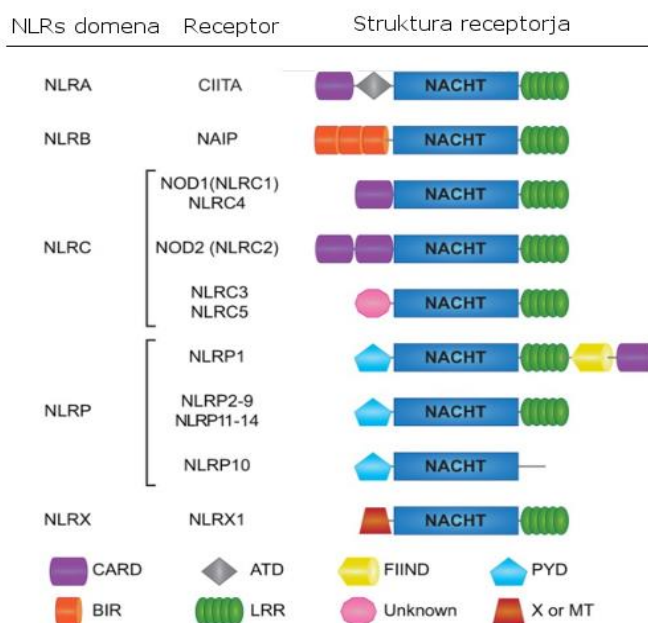 NLRs domena Receptor Struktura receptorja
NLRA CIITA NACHT
NLRB NAIP NACHT
NLRC
NOD1(NLRC1)
NLRC4
NACHT
NOD2 (NLRC2) NACHT
NLRC3
NLRC5
NACHT
NLRP
NLRP1 NACHT
NLRP2-9
NLRP11-14
NACHT
NLRP10 NACHT
NLRX NLRX1 NACHT
CARD ATD FIIND PYD
BIR LRR Unknown X or MT